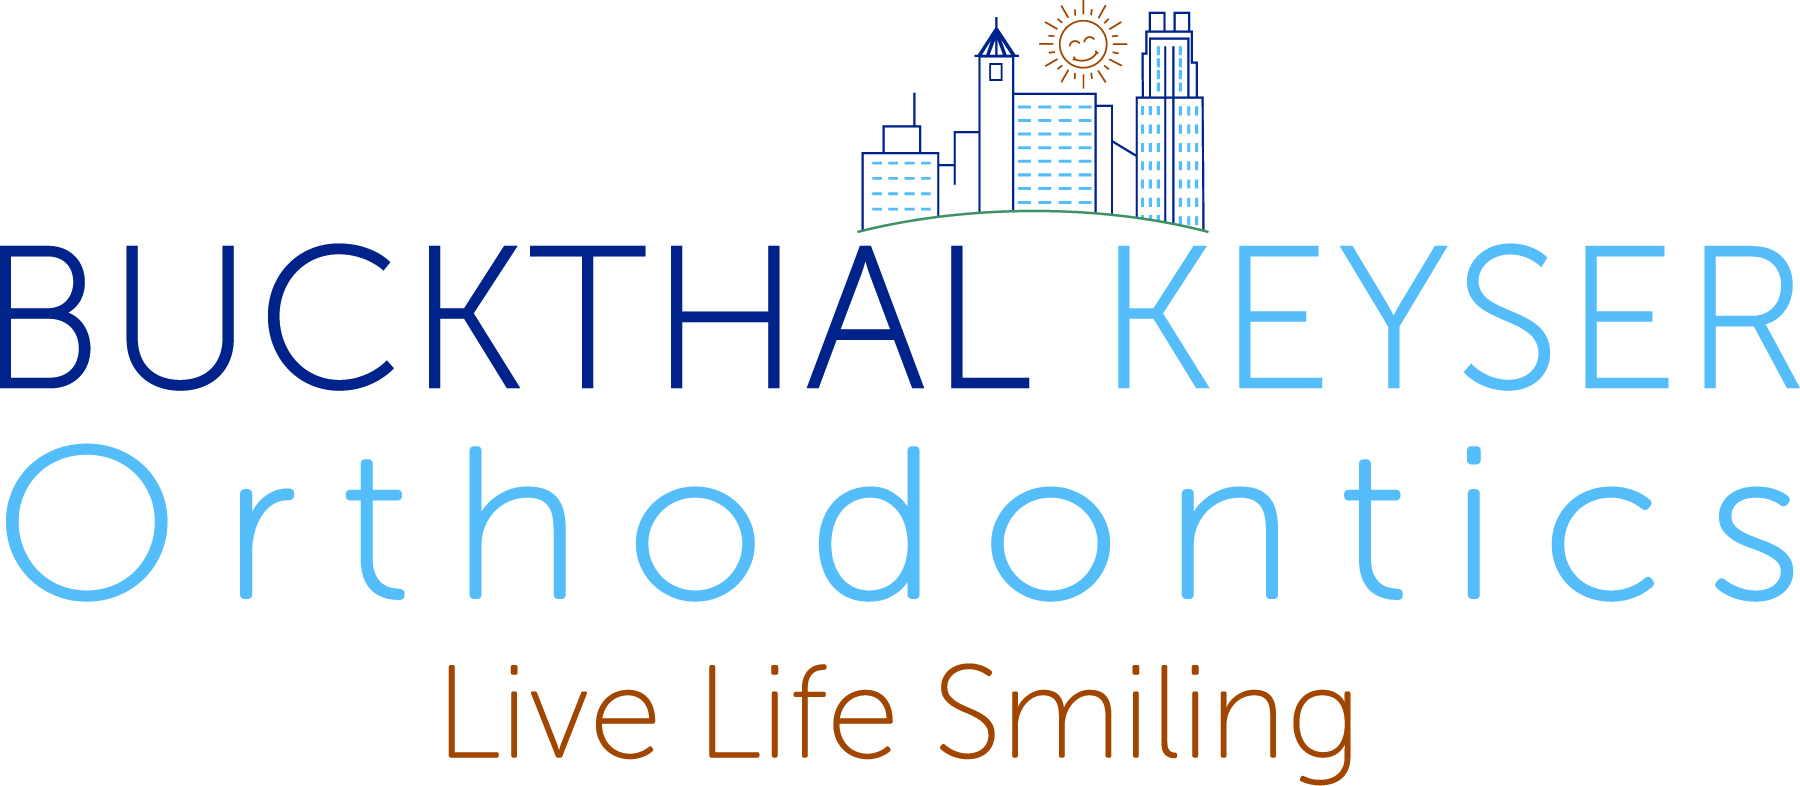 BUCKTHAL KEYSER
Orthodontics
Live Life Smiling